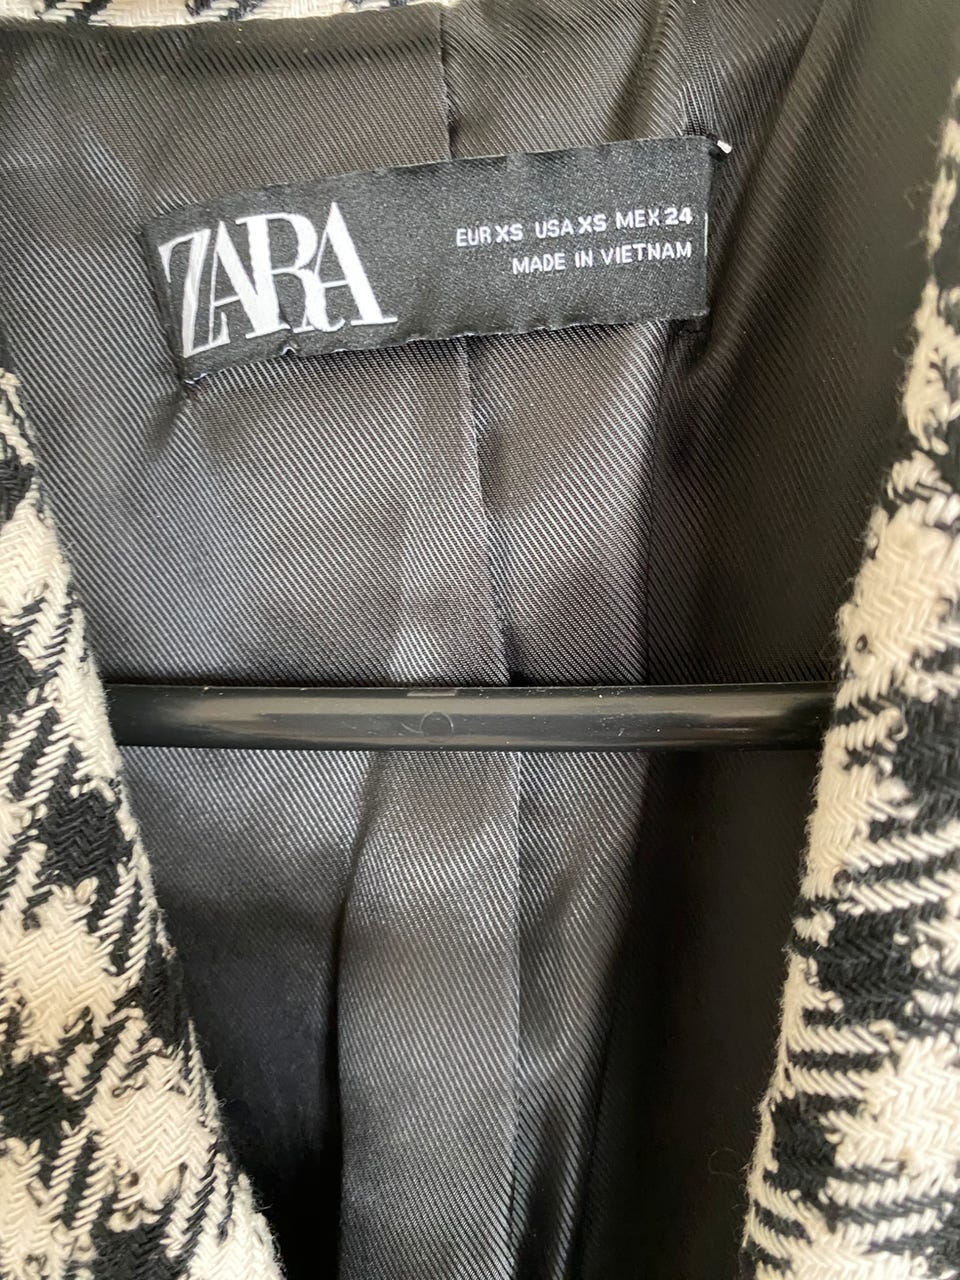 ZARA
EUR XS USA XS MEX 24
MADE IN VIETNAM